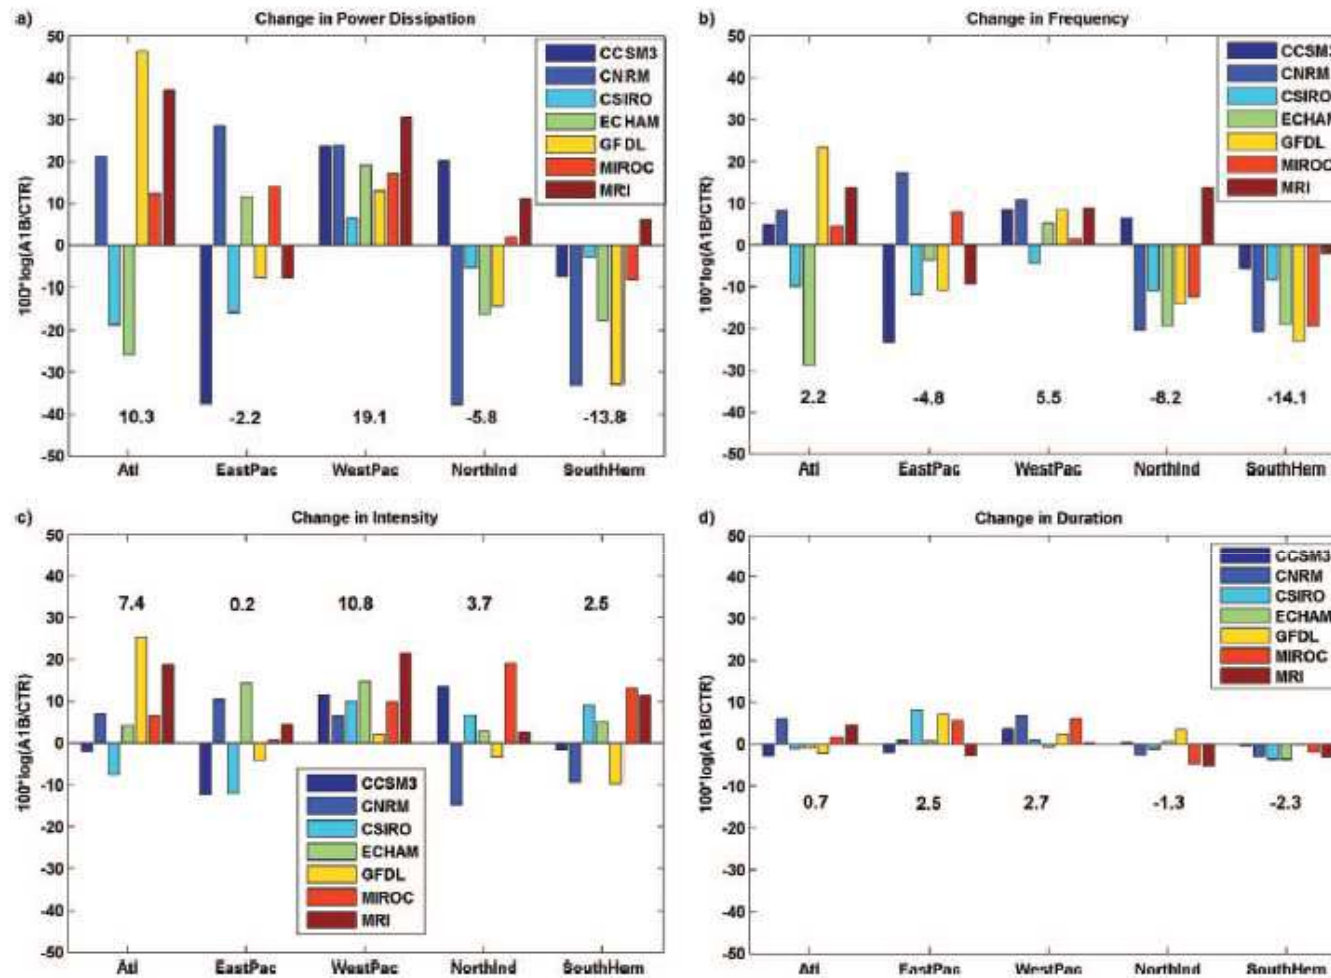 a) Change in Power Dissipation
100*log(A1B/CTR)
50
40
30
20
10
0
-10
-20
-30
-40
-50
CCSM3
CNRM
CSIRO
ECHAM
GFDL
MIROC
MRI
10.3 -2.2 19.1 -5.8 -13.8
Atl EastPac WestPac NorthInd SouthHem
b) Change in Frequency
100*log(A1B/CTR)
50
40
30
20
10
0
-10
-20
-30
-40
-50
CCSM3
CNRM
CSIRO
ECHAM
GFDL
MIROC
MRI
2.2 -4.8 5.5 -8.2 -14.1
Atl EastPac WestPac NorthInd SouthHem
c) Change in Intensity
100*log(A1B/CTR)
50
40
30
20
10
0
-10
-20
-30
-40
-50
7.4 0.2 10.8 3.7 2.5
CCSM3
CNRM
CSIRO
ECHAM
GFDL
MIROC
MRI
Atl EastPac WestPac NorthInd SouthHem
d) Change in Duration
100*log(A1B/CTR)
50
40
30
20
10
0
-10
-20
-30
-40
-50
CCSM3
CNRM
CSIRO
ECHAM
GFDL
MIROC
MRI
0.7 2.5 2.7 -1.3 -2.3
Atl EastPac WestPac NorthInd SouthHem